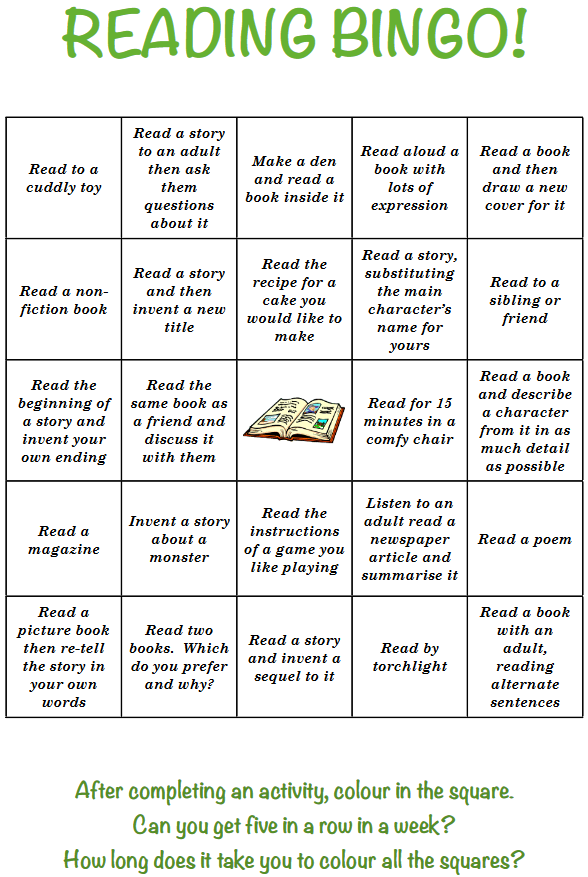 READING BINGO!
Read to a
cuddly toy
Read a story
to an adult
then ask
them
questions
about it
Make a den
and read a
book inside it
Read aloud a
book with
lots of
expression
Read a book
and then
draw a new
cover for it
Read a non-
fiction book
Read a story
and then
invent a new
title
Read the
recipe for a
cake you
would like to
make
Read a story,
substituting
the main
character's
name for
yours
Read to a
sibling or
friend
Read the
beginning of
a story and
invent your
own ending
Read the
same book as
a friend and
discuss it
with them
Read for 15
minutes in a
comfy chair
Read a book
and describe
a character
from it in as
much detail
as possible
Read a
magazine
Invent a story
about a
monster
Read the
instructions
of a game you
like playing
Listen to an
adult read a
newspaper
article and
summarise it
Read a poem
Read a
picture book
then re-tell
the story in
your own
words
Read two
books.  Which
do you prefer
and why?
Read a story
and invent a
sequel to it
Read by
torchlight
Read a book
with an
adult,
reading
alternate
sentences
After completing an activity, colour in the square.
Can you get five in a row in a week?
How long does it take you to colour all the squares?